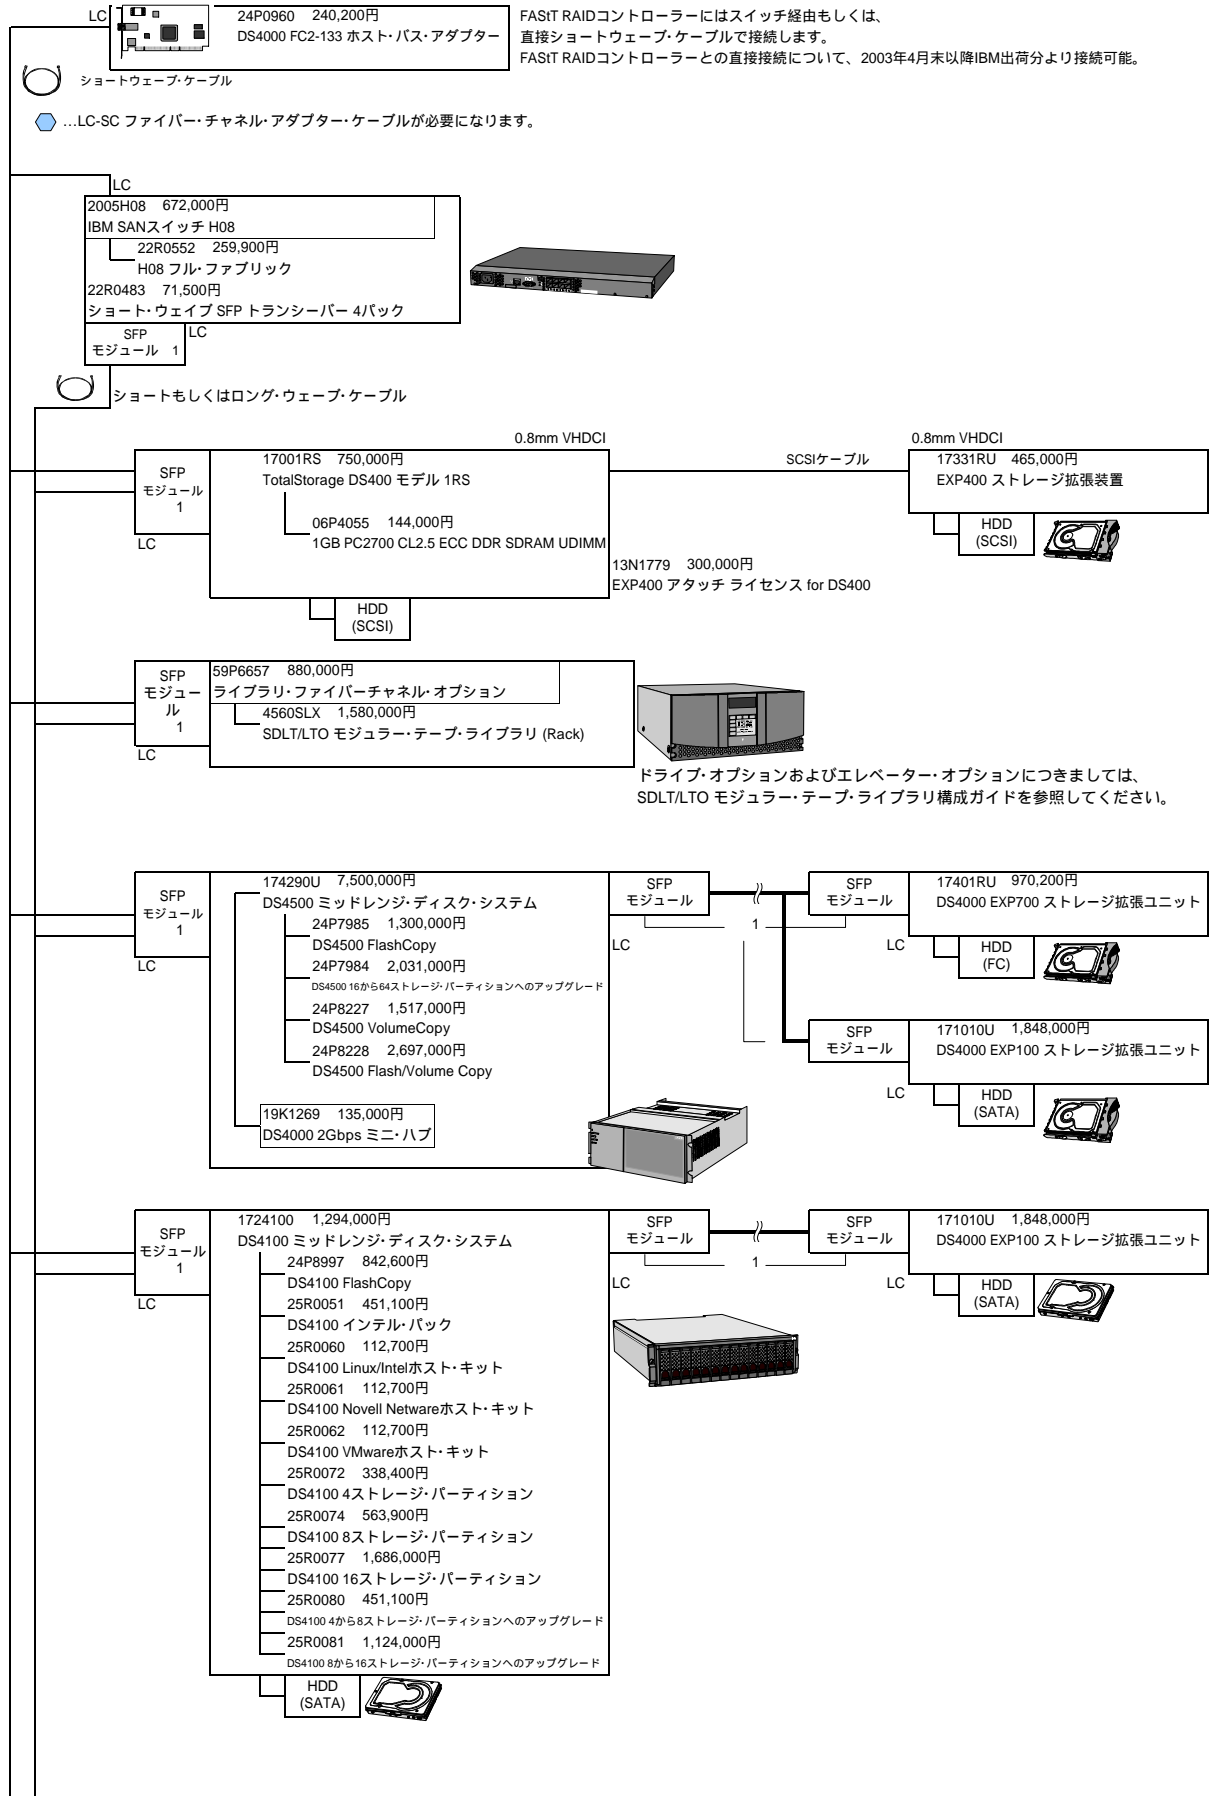 LC
24P0960 240,200円
DS4000 FC2-133 ホスト・バス・アダプター
FAStT RAIDコントローラーにはスイッチ経由もしくは、
直接ショートウェーブ・ケーブルで接続します。
FAStT RAIDコントローラーとの直接接続について、2003年4月末以降IBM出荷分より接続可能。
ショートウェーブ・ケーブル
…LC-SC ファイバー・チャネル・アダプター・ケーブルが必要になります。
LC
2005H08 672,000円
IBM SANスイッチ H08
22R0552 259,900円
H08 フル・ファブリック
22R0483 71,500円
ショート・ウェイブ SFP トランシーバー 4パック
SFP
モジュール 1
LC
ショートもしくはロング・ウェーブ・ケーブル
0.8mm VHDCI
SFP
モジュール
1
LC
17001RS 750,000円
TotalStorage DS400 モデル 1RS
06P4055 144,000円
1GB PC2700 CL2.5 ECC DDR SDRAM UDIMM
HDD
(SCSI)
SCSIケーブル
13N1779 300,000円
EXP400 アタッチ ライセンス for DS400
0.8mm VHDCI
17331RU 465,000円
EXP400 ストレージ拡張装置
HDD
(SCSI)
SFP
モジュー
ル
1
LC
59P6657 880,000円
ライブラリ・ファイバーチャネル・オプション
4560SLX 1,580,000円
SDLT/LTO モジュラー・テープ・ライブラリ (Rack)
ドライブ・オプションおよびエレベーター・オプションにつきましては、
SDLT/LTO モジュラー・テープ・ライブラリ構成ガイドを参照してください。
SFP
モジュール
1
LC
174290U 7,500,000円
DS4500 ミッドレンジ・ディスク・システム
24P7985 1,300,000円
DS4500 FlashCopy
24P7984 2,031,000円
DS4500 16から64ストレージ・パーティションへのアップグレード
24P8227 1,517,000円
DS4500 VolumeCopy
24P8228 2,697,000円
DS4500 Flash/Volume Copy
19K1269 135,000円
DS4000 2Gbps ミニ・ハブ
SFP
モジュール
LC
1
SFP
モジュール
LC
17401RU 970,200円
DS4000 EXP700 ストレージ拡張ユニット
HDD
(FC)
SFP
モジュール
LC
171010U 1,848,000円
DS4000 EXP100 ストレージ拡張ユニット
HDD
(SATA)
SFP
モジュール
1
LC
1724100 1,294,000円
DS4100 ミッドレンジ・ディスク・システム
24P8997 842,600円
DS4100 FlashCopy
25R0051 451,100円
DS4100 インテル・パック
25R0060 112,700円
DS4100 Linux/Intelホスト・キット
25R0061 112,700円
DS4100 Novell Netwareホスト・キット
25R0062 112,700円
DS4100 VMwareホスト・キット
25R0072 338,400円
DS4100 4ストレージ・パーティション
25R0074 563,900円
DS4100 8ストレージ・パーティション
25R0077 1,686,000円
DS4100 16ストレージ・パーティション
25R0080 451,100円
DS4100 4から8ストレージ・パーティションへのアップグレード
25R0081 1,124,000円
DS4100 8から16ストレージ・パーティションへのアップグレード
HDD
(SATA)
SFP
モジュール
LC
1
SFP
モジュール
LC
171010U 1,848,000円
DS4000 EXP100 ストレージ拡張ユニット
HDD
(SATA)